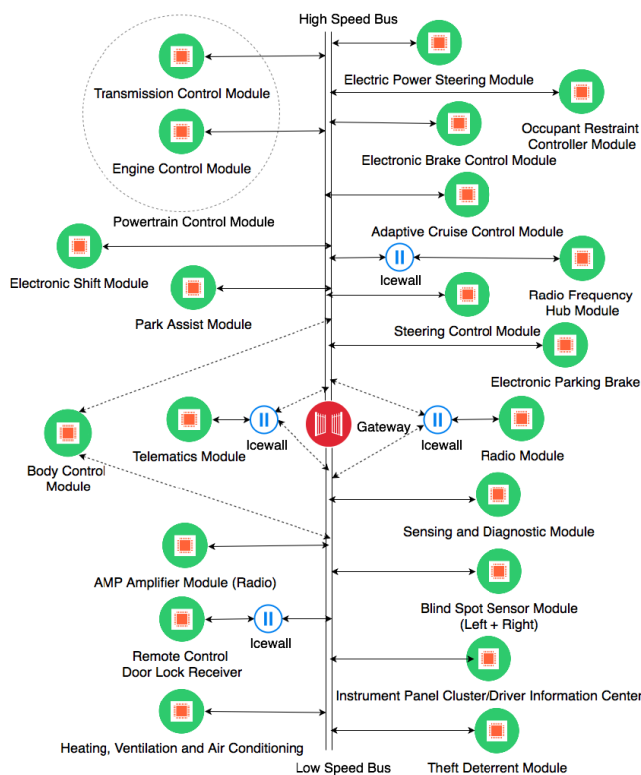 High Speed Bus
Transmission Control Module
Electric Power Steering Module
Occupant Restraint
Controller Module
Engine Control Module
Electronic Brake Control Module
Powertrain Control Module
Adaptive Cruise Control Module
Electronic Shift Module
Icewall
Radio Frequency
Hub Module
Park Assist Module
Steering Control Module
Electronic Parking Brake
Body Control
Module
Telematics Module
Icewall
Gateway
Icewall
Radio Module
Sensing and Diagnostic Module
AMP Amplifier Module (Radio)
Blind Spot Sensor Module
(Left + Right)
Remote Control
Door Lock Receiver
Icewall
Instrument Panel Cluster/Driver Information Center
Heating, Ventilation and Air Conditioning
Low Speed Bus
Theft Deterrent Module